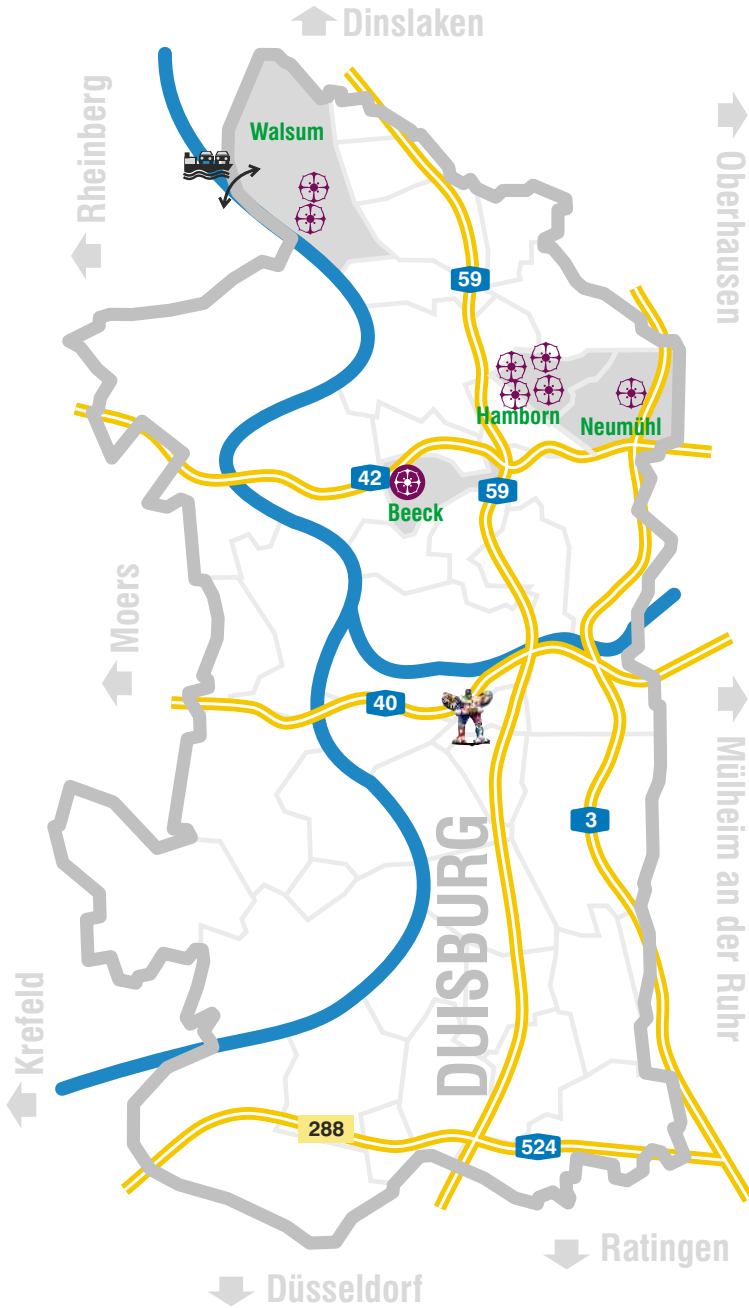 Dinslaken
Rheinberg
Walsum
Oberhausen
59
Hamborn
Neumühl
42
59
Beeck
Moers
40
Mülheim an der Ruhr
3
DUISBURG
Krefeld
288
524
Ratingen
Düsseldorf